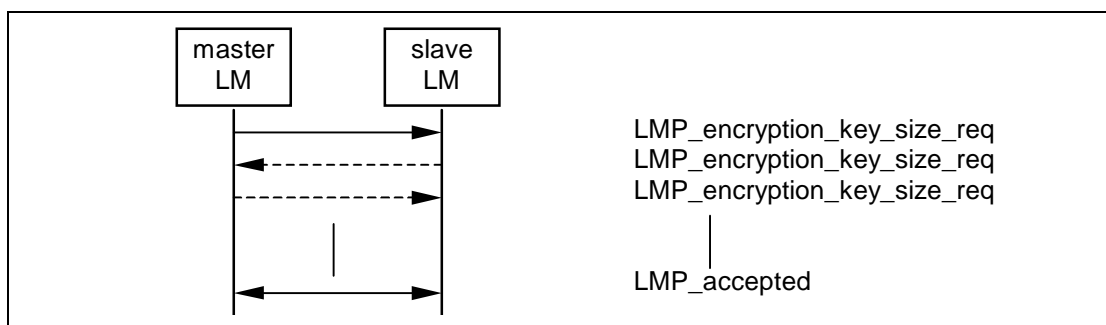 master
LM
slave
LM
LMP_encryption_key_size_req
LMP_encryption_key_size_req
LMP_encryption_key_size_req
LMP_accepted